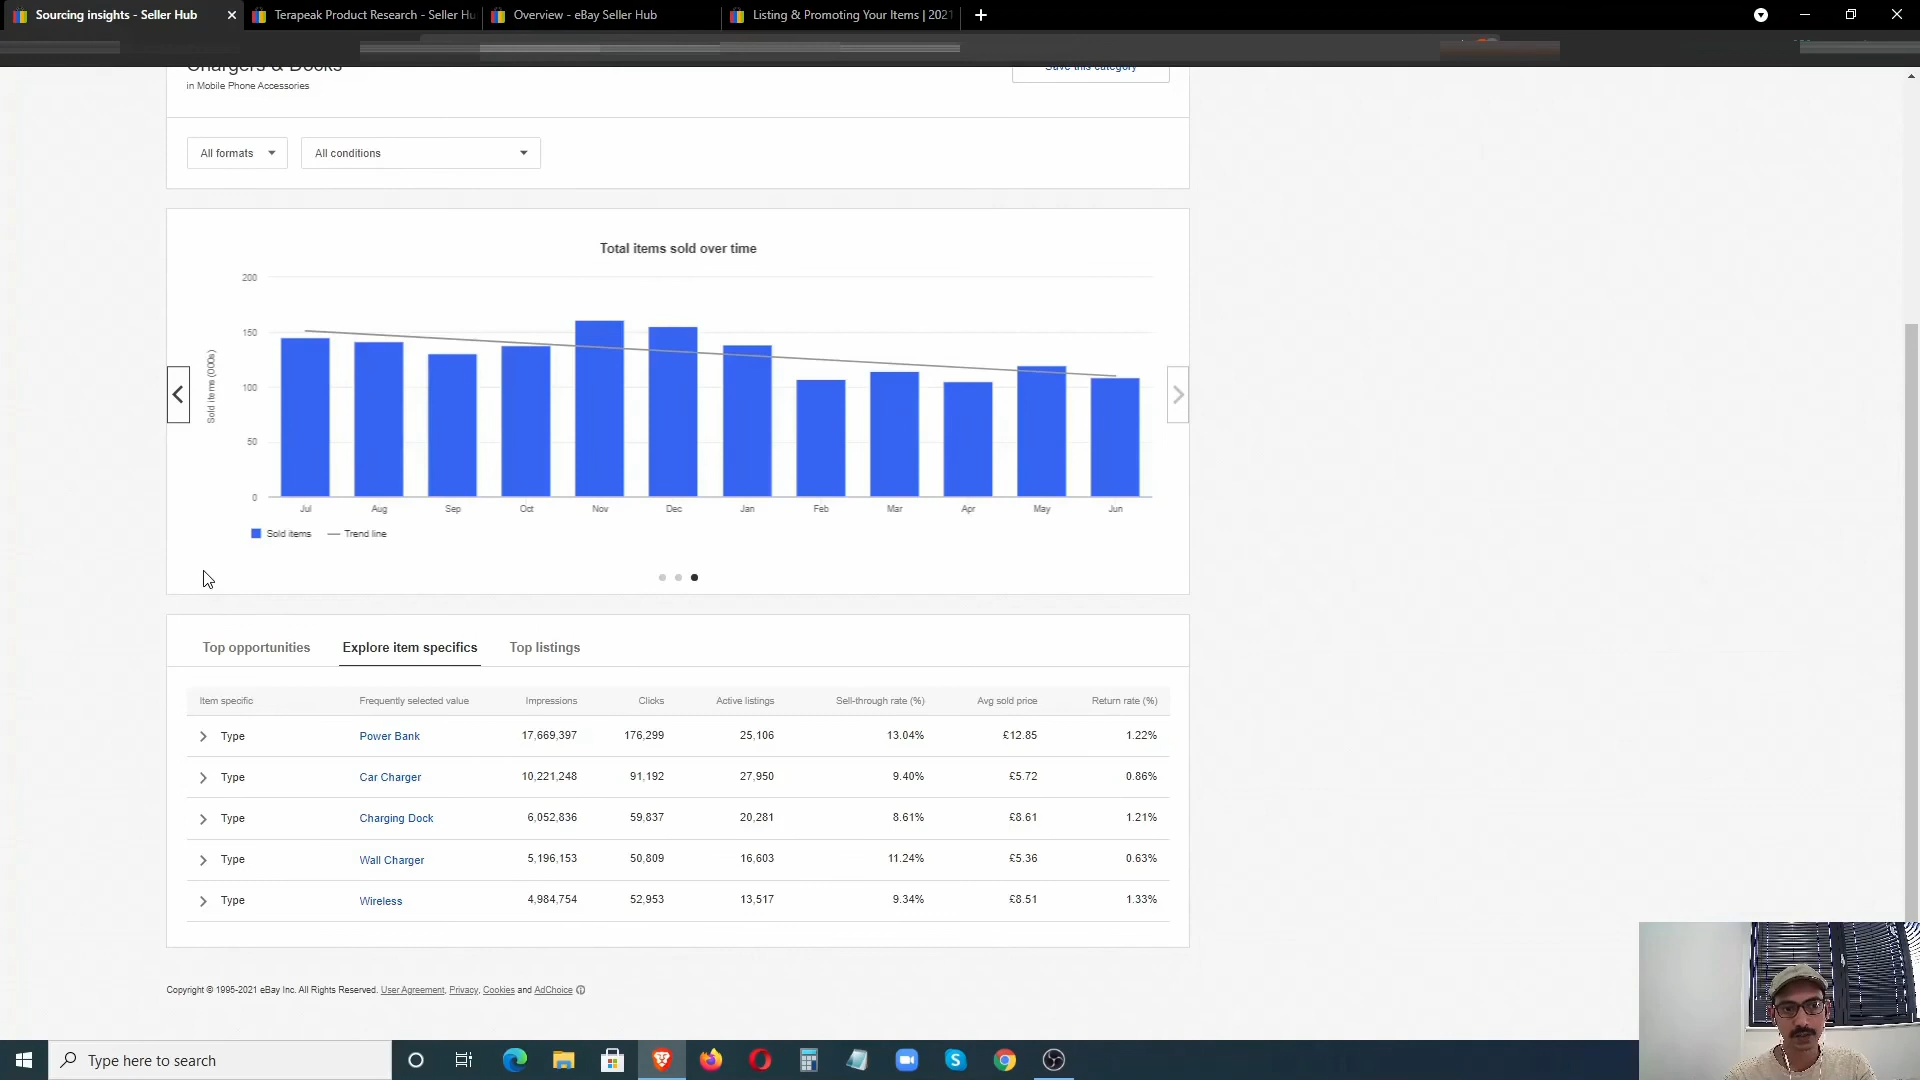 Sourcing insights - Seller Hub
Terapeak Product Research - Seller Hu
Overview - eBay Seller Hub
Listing & Promoting Your Items | 2021
Chargers & Docks
in Mobile Phone Accessories
Save this category
All formats
All conditions
Total items sold over time
200
150
100
50
0
Sold items (000s)
Jul Aug Sep Oct Nov Dec Jan Feb Mar Apr May Jun
Sold items Trend line
Top opportunities Explore item specifics Top listings
Item specific Frequently selected value Impressions Clicks Active listings Sell-through rate (%) Avg sold price Return rate (%)
Type Power Bank 17,669,397 176,299 25,106 13.04% £12.85 1.22%
Type Car Charger 10,221,248 91,192 27,950 9.40% £5.72 0.86%
Type Charging Dock 6,052,836 59,837 20,281 8.61% £8.61 1.21%
Type Wall Charger 5,196,153 50,809 16,603 11.24% £5.36 0.63%
Type Wireless 4,984,754 52,953 13,517 9.34% £8.51 1.33%
Copyright © 1995-2021 eBay Inc. All Rights Reserved. User Agreement, Privacy, Cookies and AdChoice
Type here to search